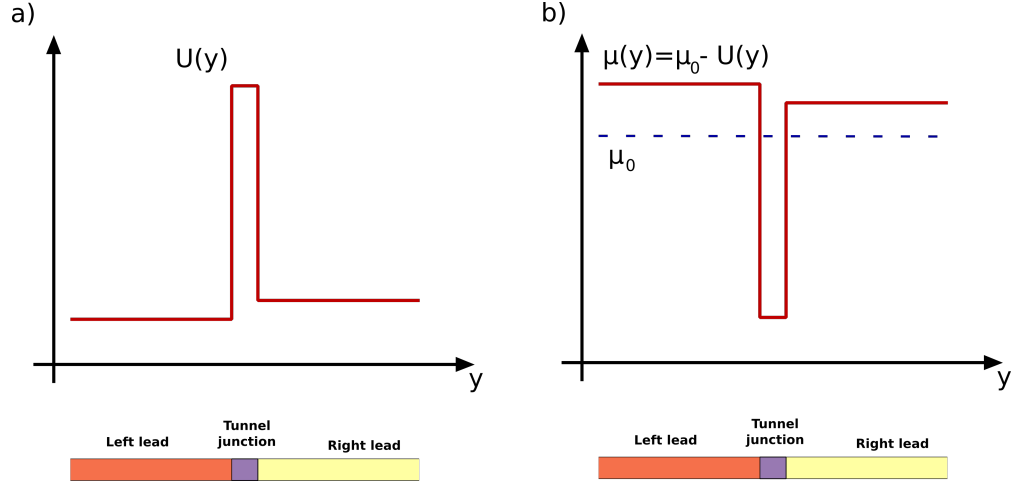 a)
U(y)
y
Left lead
Tunnel
junction
Right lead
b)
μ(y)=μ₀- U(y)
μ₀
y
Left lead
Tunnel
junction
Right lead